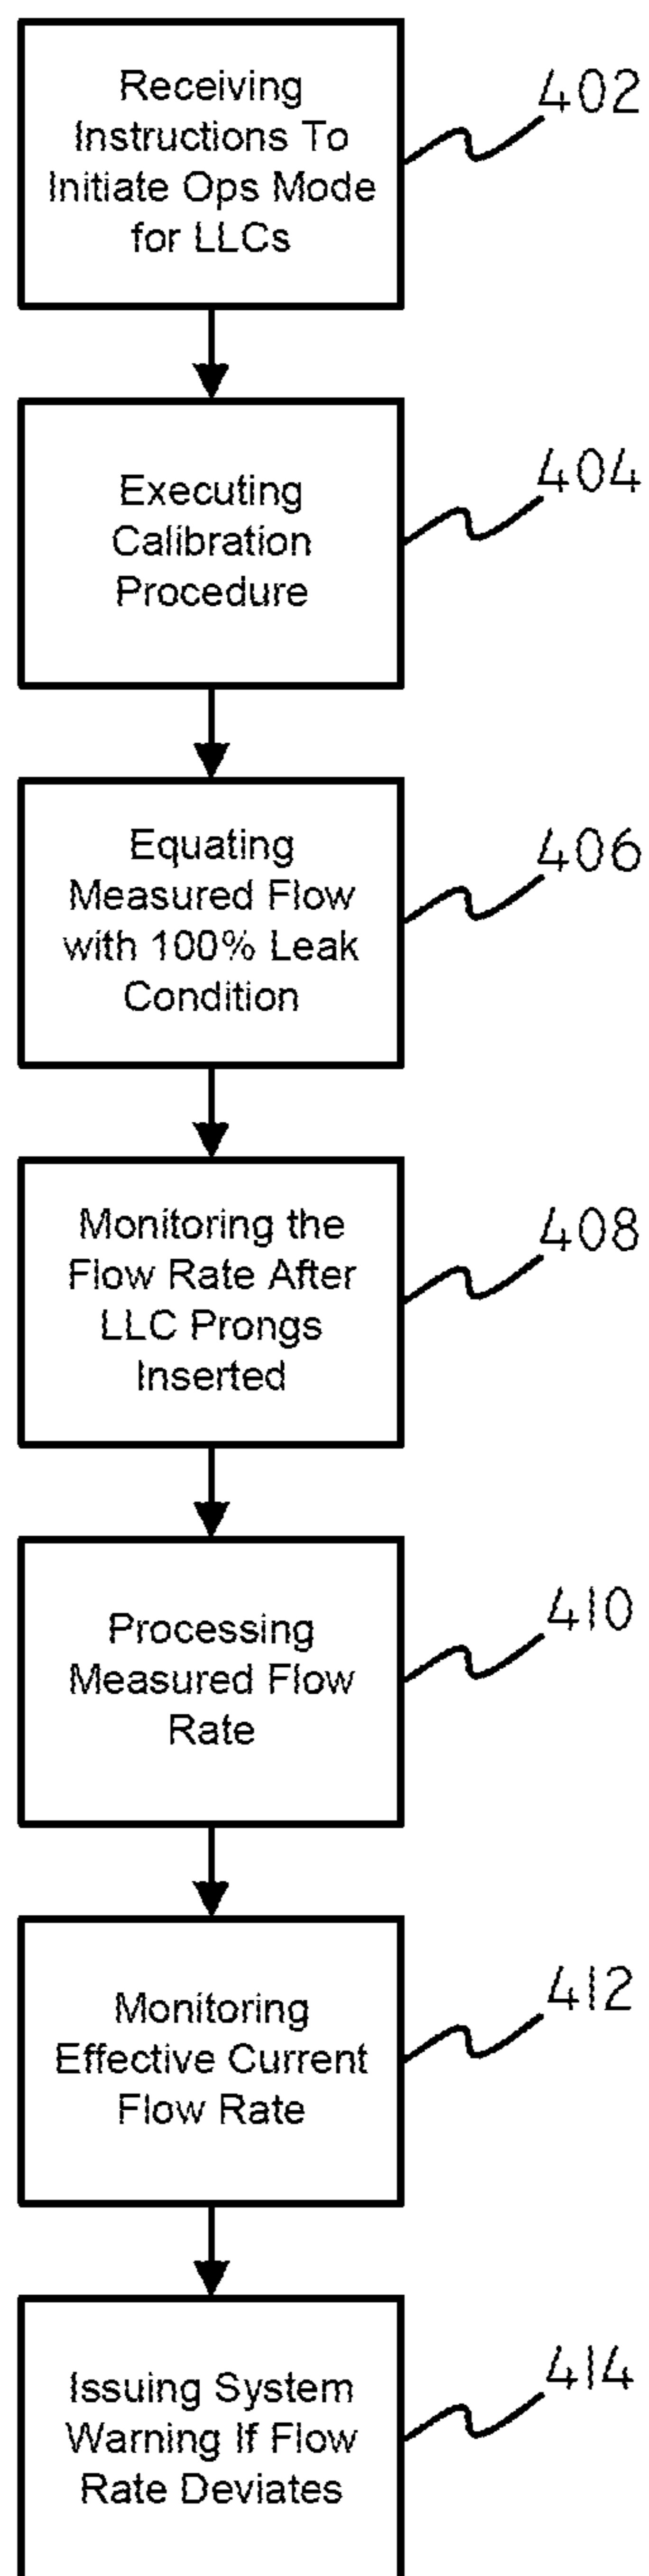 Receiving
Instructions To
Initiate Ops Mode
for LLCs
402
Executing
Calibration
Procedure
404
Equating
Measured Flow
with 100% Leak
Condition
406
Monitoring the
Flow Rate After
LLC Prongs
Inserted
408
Processing
Measured Flow
Rate
410
Monitoring
Effective Current
Flow Rate
412
Issuing System
Warning If Flow
Rate Deviates
414